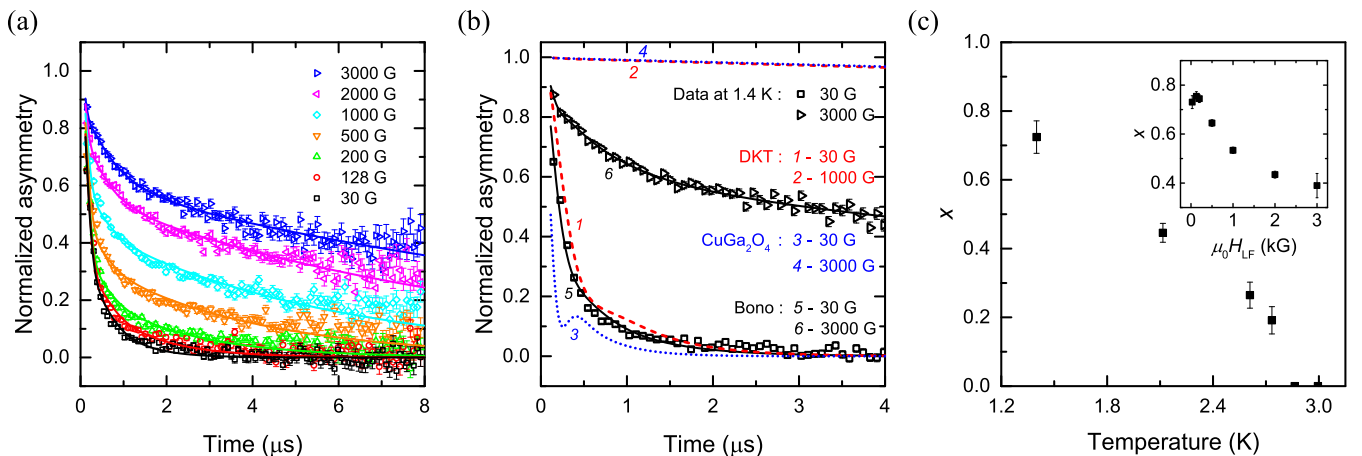 (a)
Normalized asymmetry
1.0
0.8
0.6
0.4
0.2
0.0
3000 G
2000 G
1000 G
500 G
200 G
128 G
30 G
0 2 4 6 8
Time (μs)
(b)
Normalized asymmetry
1.0
0.8
0.6
0.4
0.2
0.0
4
2
6
1
5
3
Data at 1.4 K : 30 G
3000 G
DKT : 1 - 30 G
2 - 1000 G
CuGa₂O₄ :
3 - 30 G
4 - 3000 G
Bono : 5 - 30 G
6 - 3000 G
0 1 2 3 4
Time (μs)
(c)
x
1.0
0.8
0.6
0.4
0.2
0.0
1.2 1.8 2.4 3.0
Temperature (K)
x
0.8
0.6
0.4
0 1 2 3
μ₀H_LF (kG)